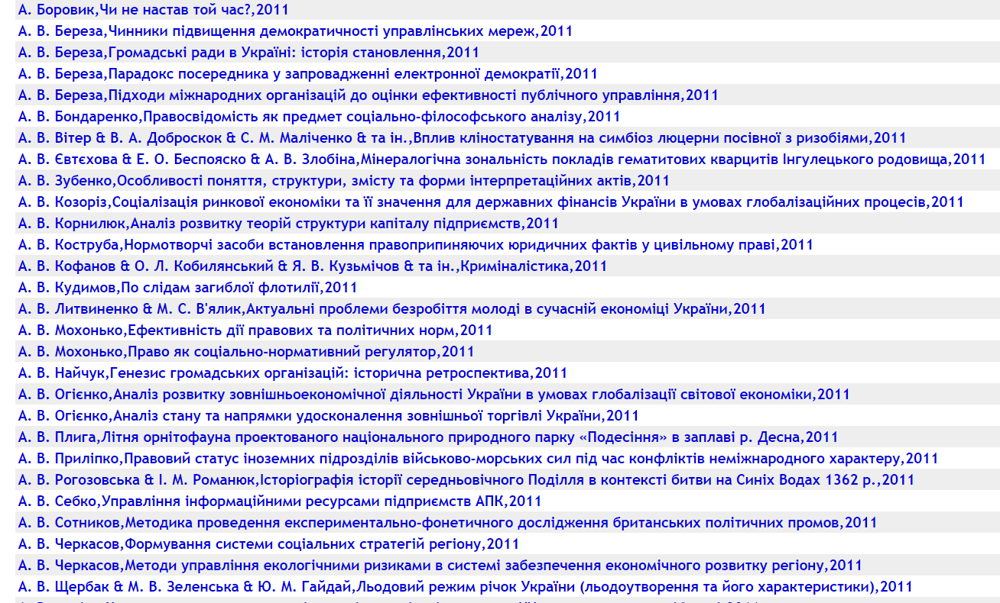 А. Боровик,Чи не настав той час?,2011
А. В. Береза,Чинники підвищення демократичності управлінських мереж,2011
А. В. Береза,Громадські ради в Україні: історія становлення,2011
А. В. Береза,Парадокс посередника у запровадженні електронної демократії,2011
А. В. Береза,Підходи міжнародних організацій до оцінки ефективності публічного управління,2011
А. В. Бондаренко,Правосвідомість як предмет соціально-філософського аналізу,2011
А. В. Вітер & В. А. Доброскок & С. М. Маліченко & та ін.,Вплив кліностатування на симбіоз люцерни посівної з ризобіями,2011
А. В. Євтєхова & Е. О. Беспояско & А. В. Злобіна,Мінералогічна зональність покладів гематитових кварцитів Інгулецького родовища,2011
А. В. Зубенко,Особливості поняття, структури, змісту та форми інтерпретаційних актів,2011
А. В. Козоріз,Соціалізація ринкової економіки та її значення для державних фінансів України в умовах глобалізаційних процесів,2011
А. В. Корнилюк,Аналіз розвитку теорій структури капіталу підприємств,2011
А. В. Коструба,Нормотворчі засоби встановлення правоприпиняючих юридичних фактів у цивільному праві,2011
А. В. Кофанов & О. Л. Кобилянський & Я. В. Кузьмічов & та ін.,Криміналістика,2011
А. В. Кудимов,По слідам загиблої флотилії,2011
А. В. Литвиненко & М. С. В'ялик,Актуальні проблеми безробіття молоді в сучасній економіці України,2011
А. В. Мохонько,Ефективність дії правових та політичних норм,2011
А. В. Мохонько,Право як соціально-нормативний регулятор,2011
А. В. Найчук,Генезис громадських організацій: історична ретроспектива,2011
А. В. Огієнко,Аналіз розвитку зовнішньоекономічної діяльності України в умовах глобалізації світової економіки,2011
А. В. Огієнко,Аналіз стану та напрямки удосконалення зовнішньої торгівлі України,2011
А. В. Плига,Літня орнітофауна проектованого національного природного парку «Подесіння» в заплаві р. Десна,2011
А. В. Приліпко,Правовий статус іноземних підрозділів військово-морських сил під час конфліктів неміжнародного характеру,2011
А. В. Рогозовська & І. М. Романюк,Історіографія історії середньовічного Поділля в контексті битви на Синіх Водах 1362 р.,2011
А. В. Себко,Управління інформаційними ресурсами підприємств АПК,2011
А. В. Сотников,Методика проведення експериментально-фонетичного дослідження британських політичних промов,2011
А. В. Черкасов,Формування системи соціальних стратегій регіону,2011
А. В. Черкасов,Методи управління екологічними ризиками в системі забезпечення економічного розвитку регіону,2011
А. В. Щербак & М. В. Зеленська & Ю. М. Гайдай,Льодовий режим річок України (льодоутворення та його характеристики),2011